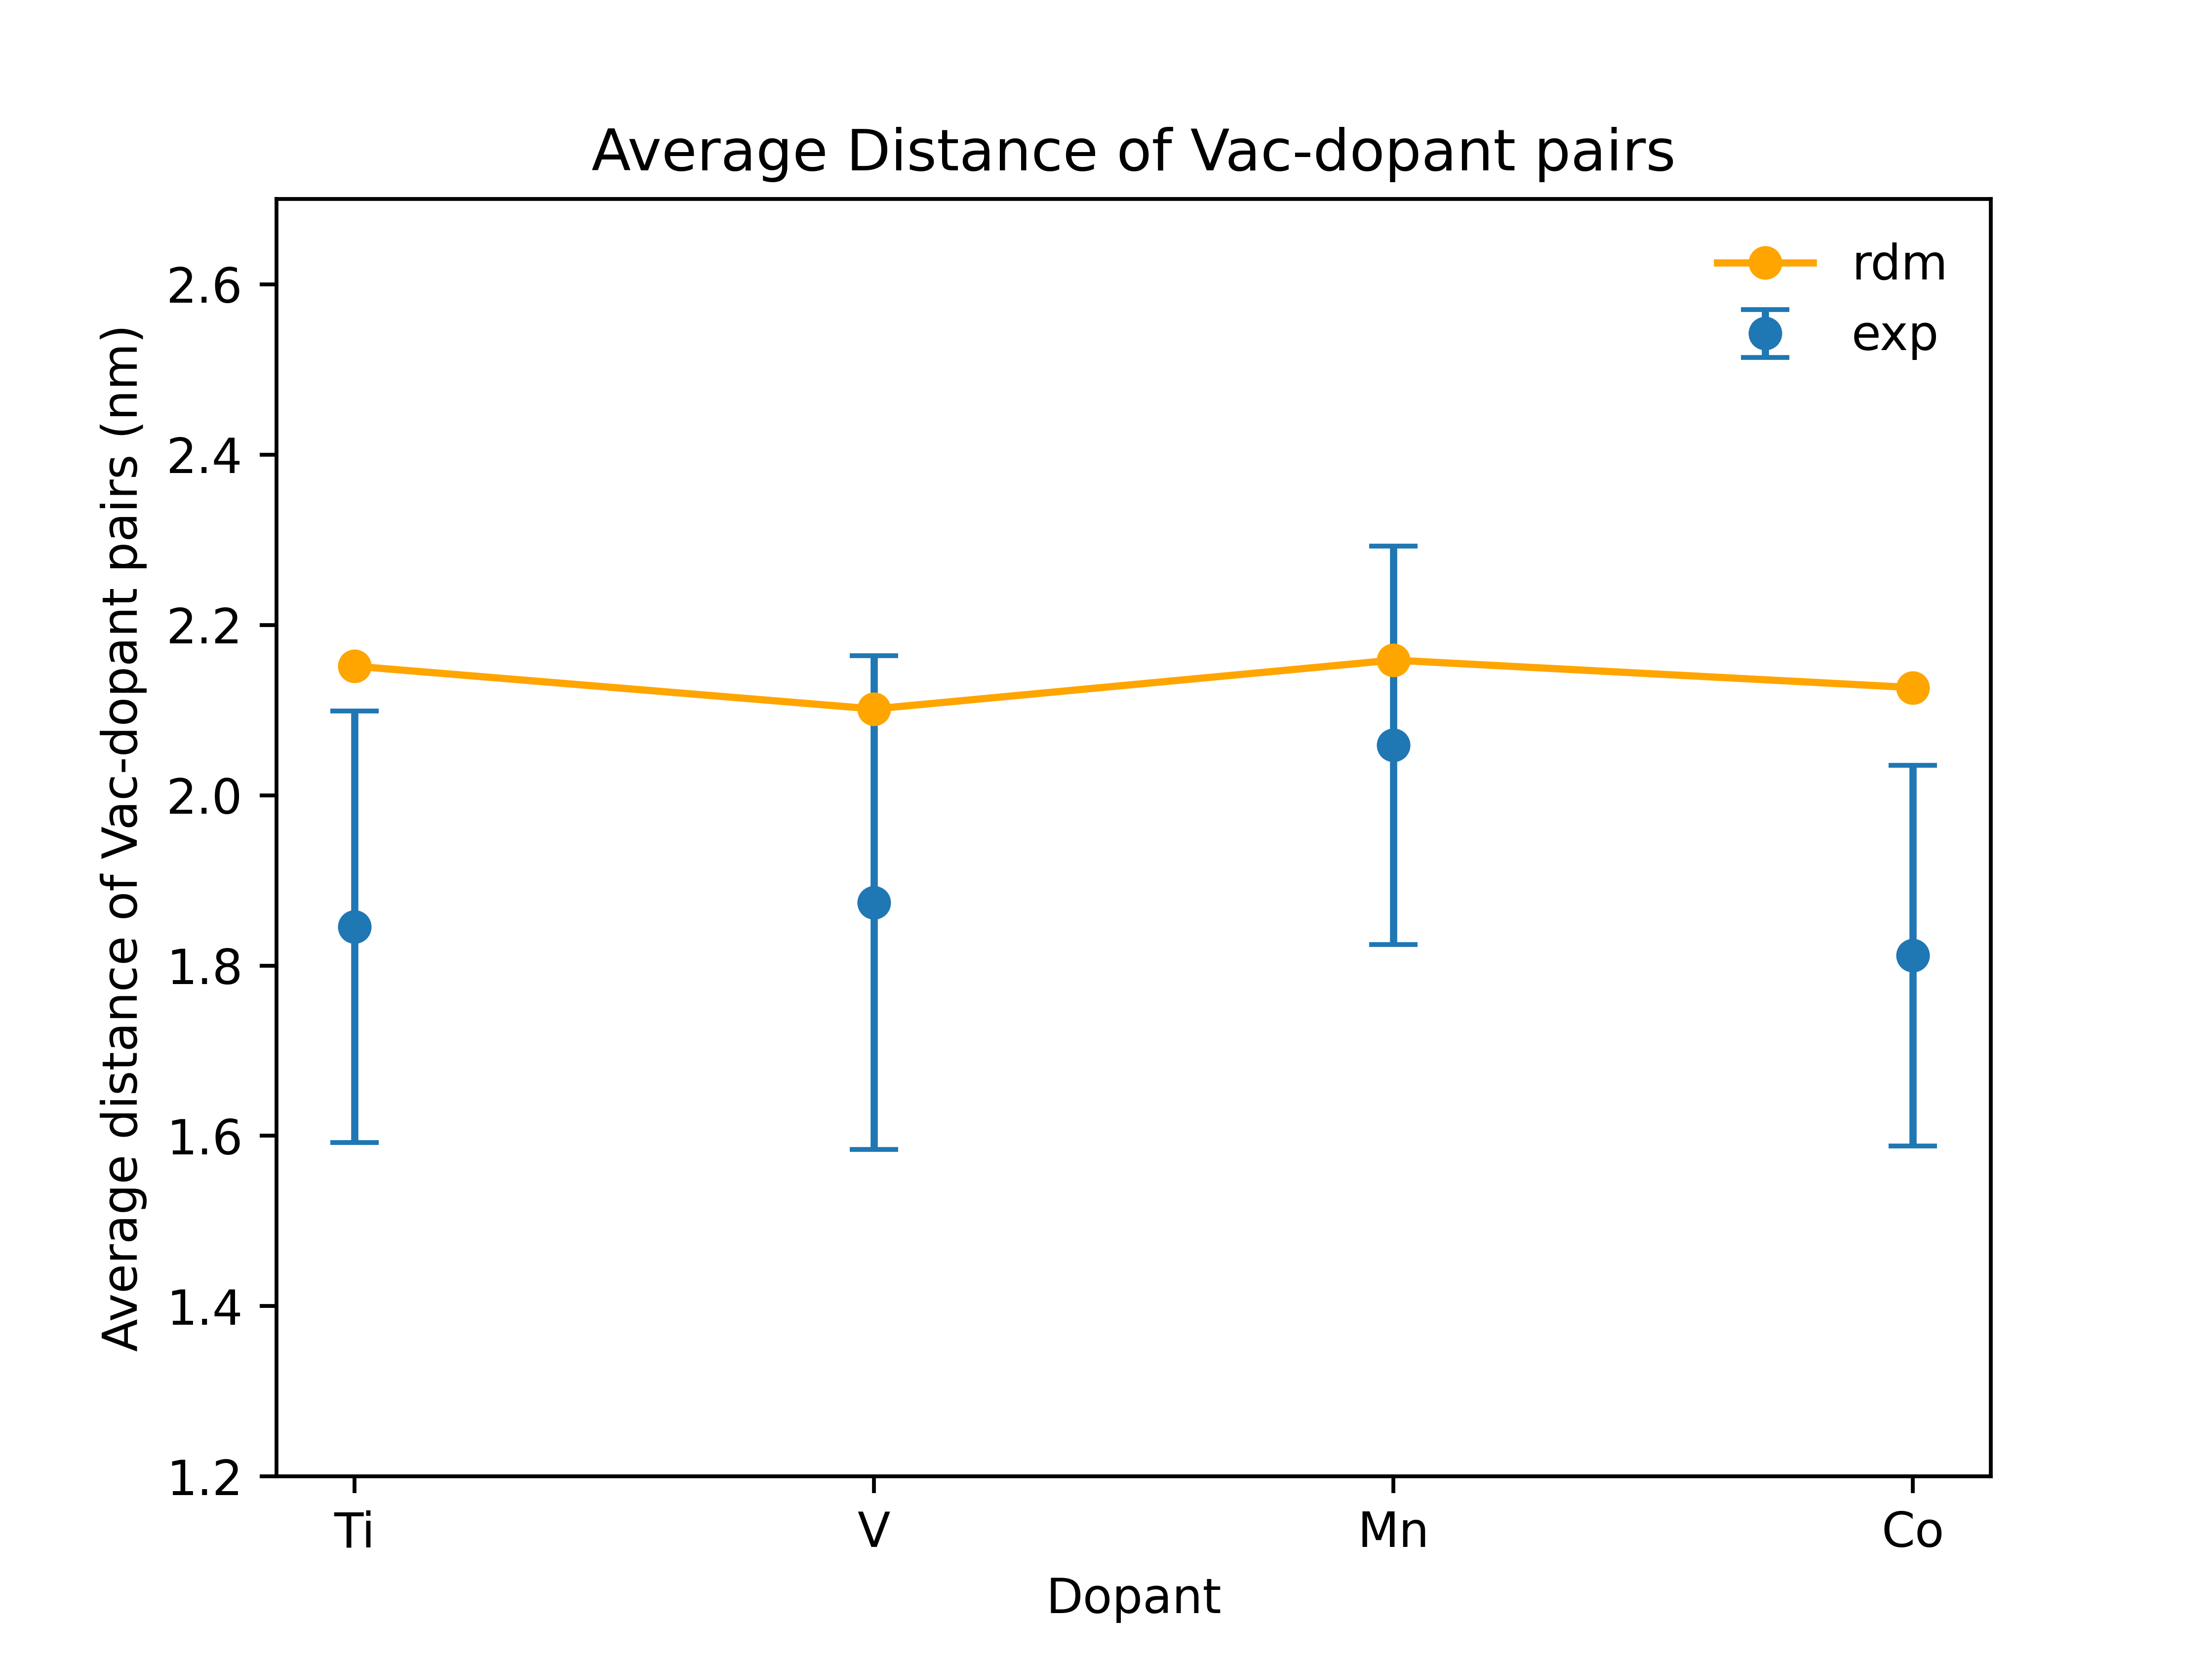 Average Distance of Vac-dopant pairs
rdm
exp
Average distance of Vac-dopant pairs (nm)
2.6
2.4
2.2
2.0
1.8
1.6
1.4
1.2
Ti V Mn Co
Dopant